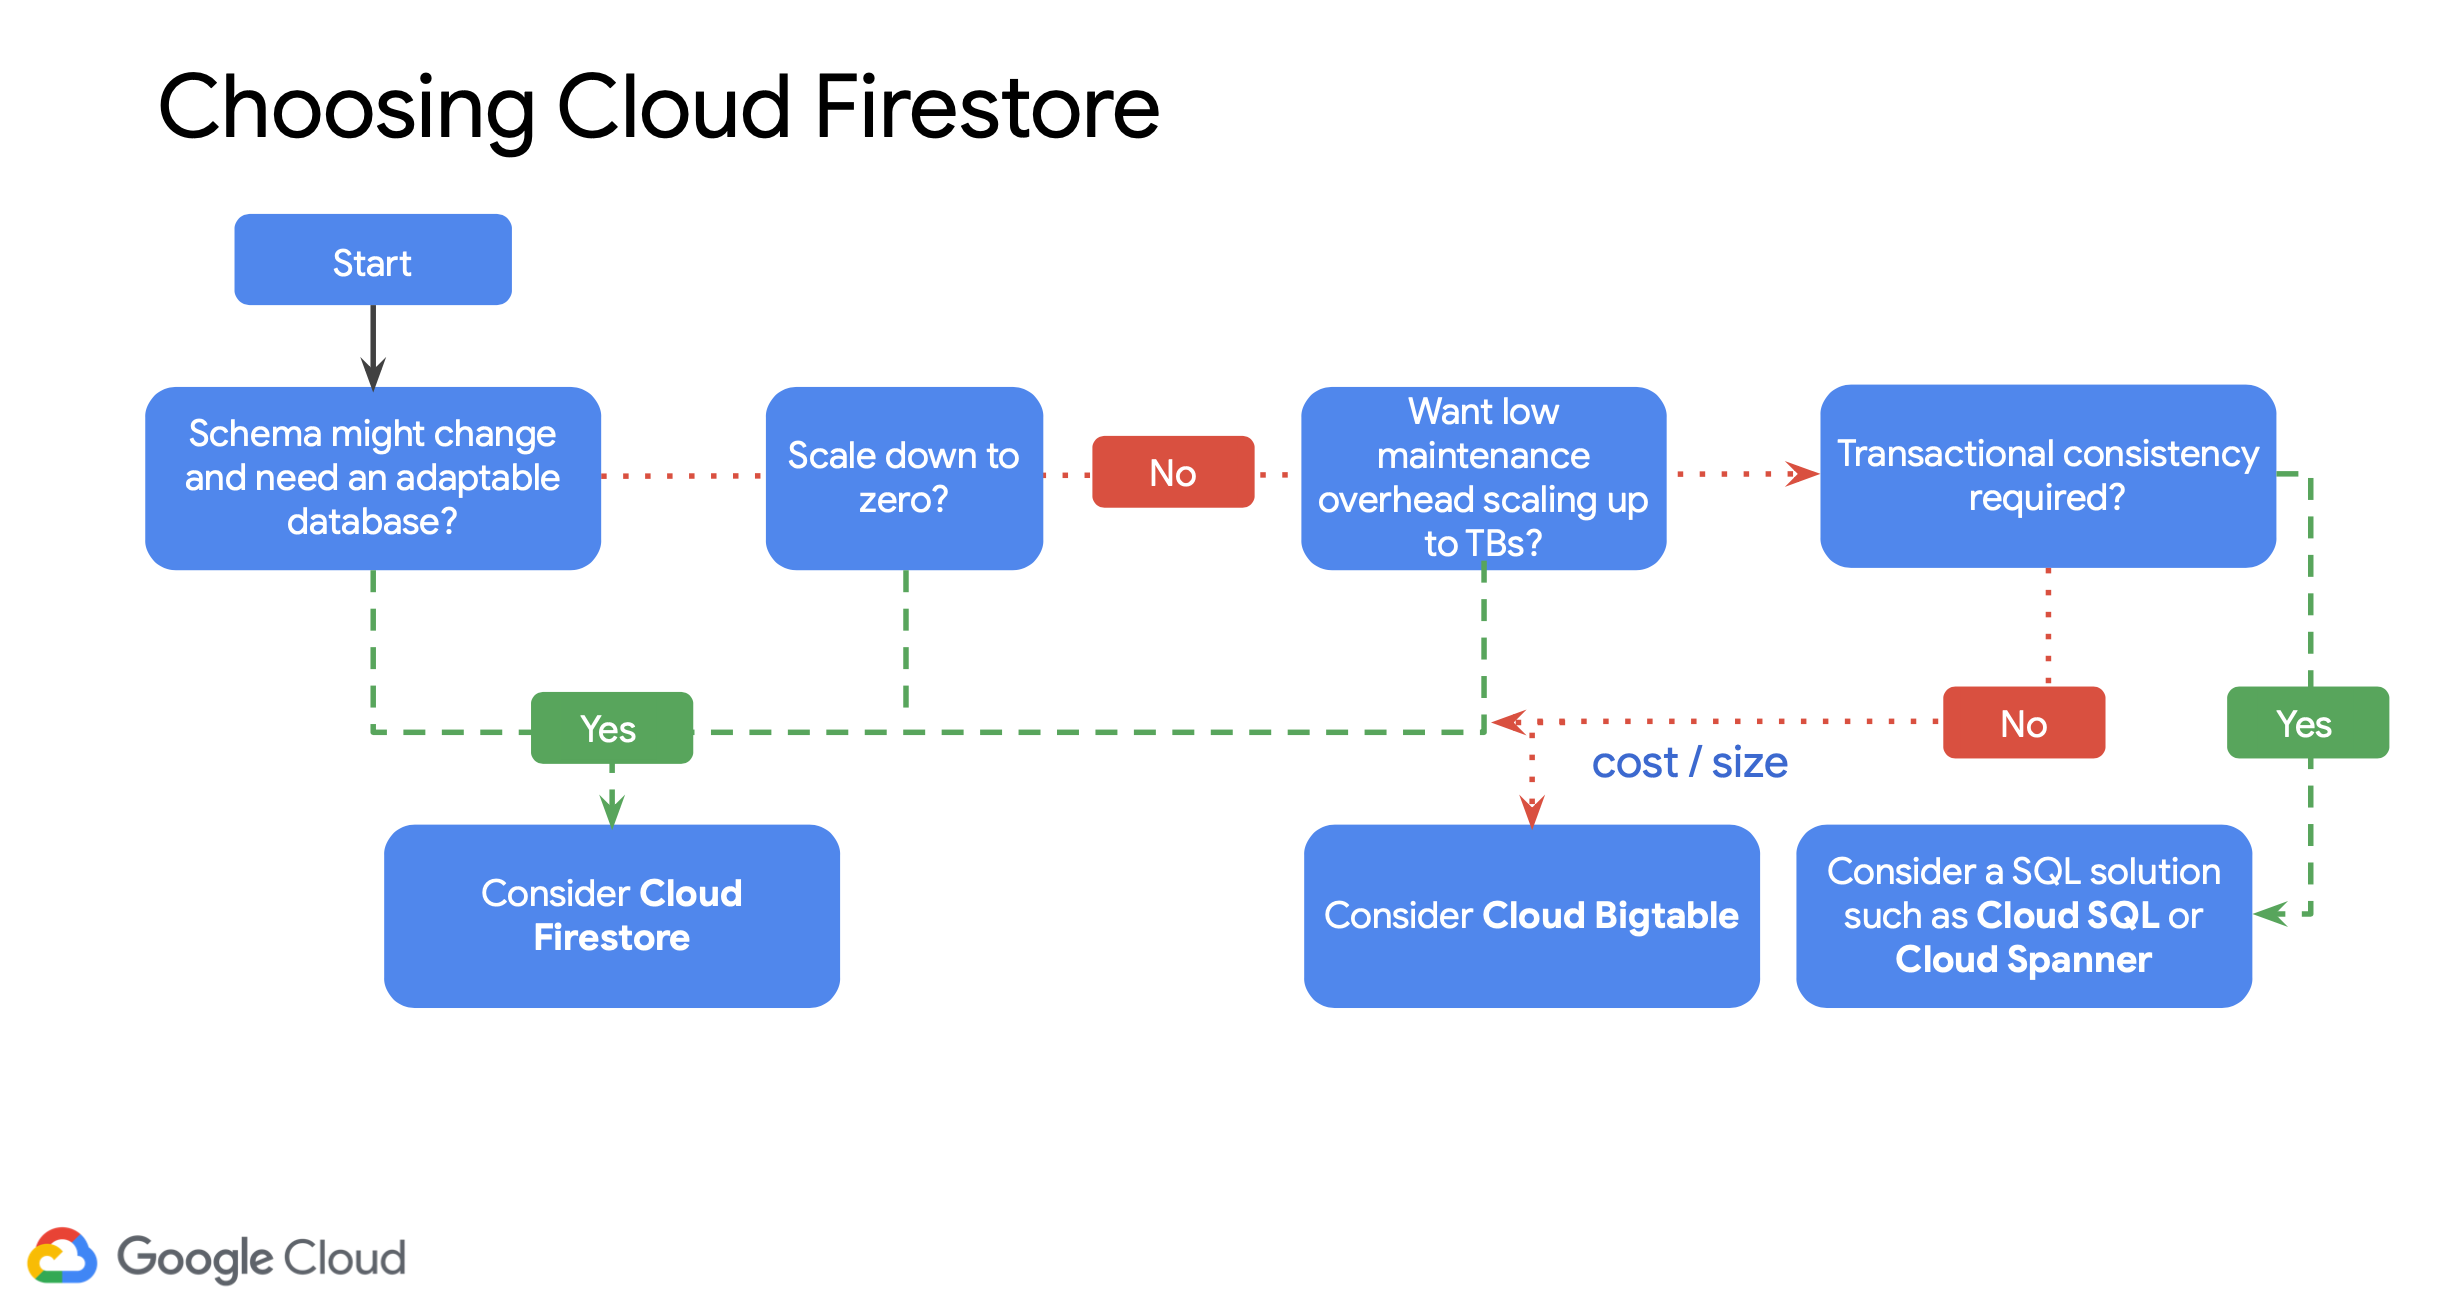 Choosing Cloud Firestore
Start
Schema might change
and need an adaptable
database?
Scale down to
zero?
No
Want low
maintenance
overhead scaling up
to TBs?
Transactional consistency
required?
Yes
No
Yes
cost / size
Consider Cloud
Firestore
Consider Cloud Bigtable
Consider a SQL solution
such as Cloud SQL or
Cloud Spanner
Google Cloud